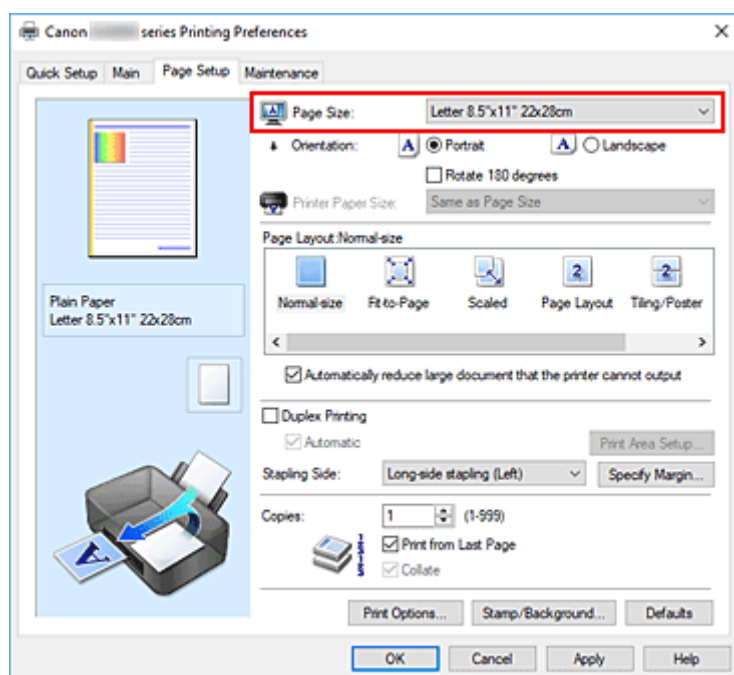 Canon series Printing Preferences
Quick Setup Main Page Setup Maintenance
Page Size: Letter 8.5"x11" 22x28cm
Orientation: A Portrait A Landscape
Rotate 180 degrees
Printer Paper Size: Same as Page Size
Page Layout:Normal-size
Normal-size Fit-to-Page Scaled Page Layout Tiling/Poster
Plain Paper
Letter 8.5"x11" 22x28cm
Automatically reduce large document that the printer cannot output
Duplex Printing
Automatic Print Area Setup...
Stapling Side: Long-side stapling (Left) Specify Margin...
Copies: 1 (1-999)
Print from Last Page
Collate
Print Options... Stamp/Background... Defaults
OK Cancel Apply Help